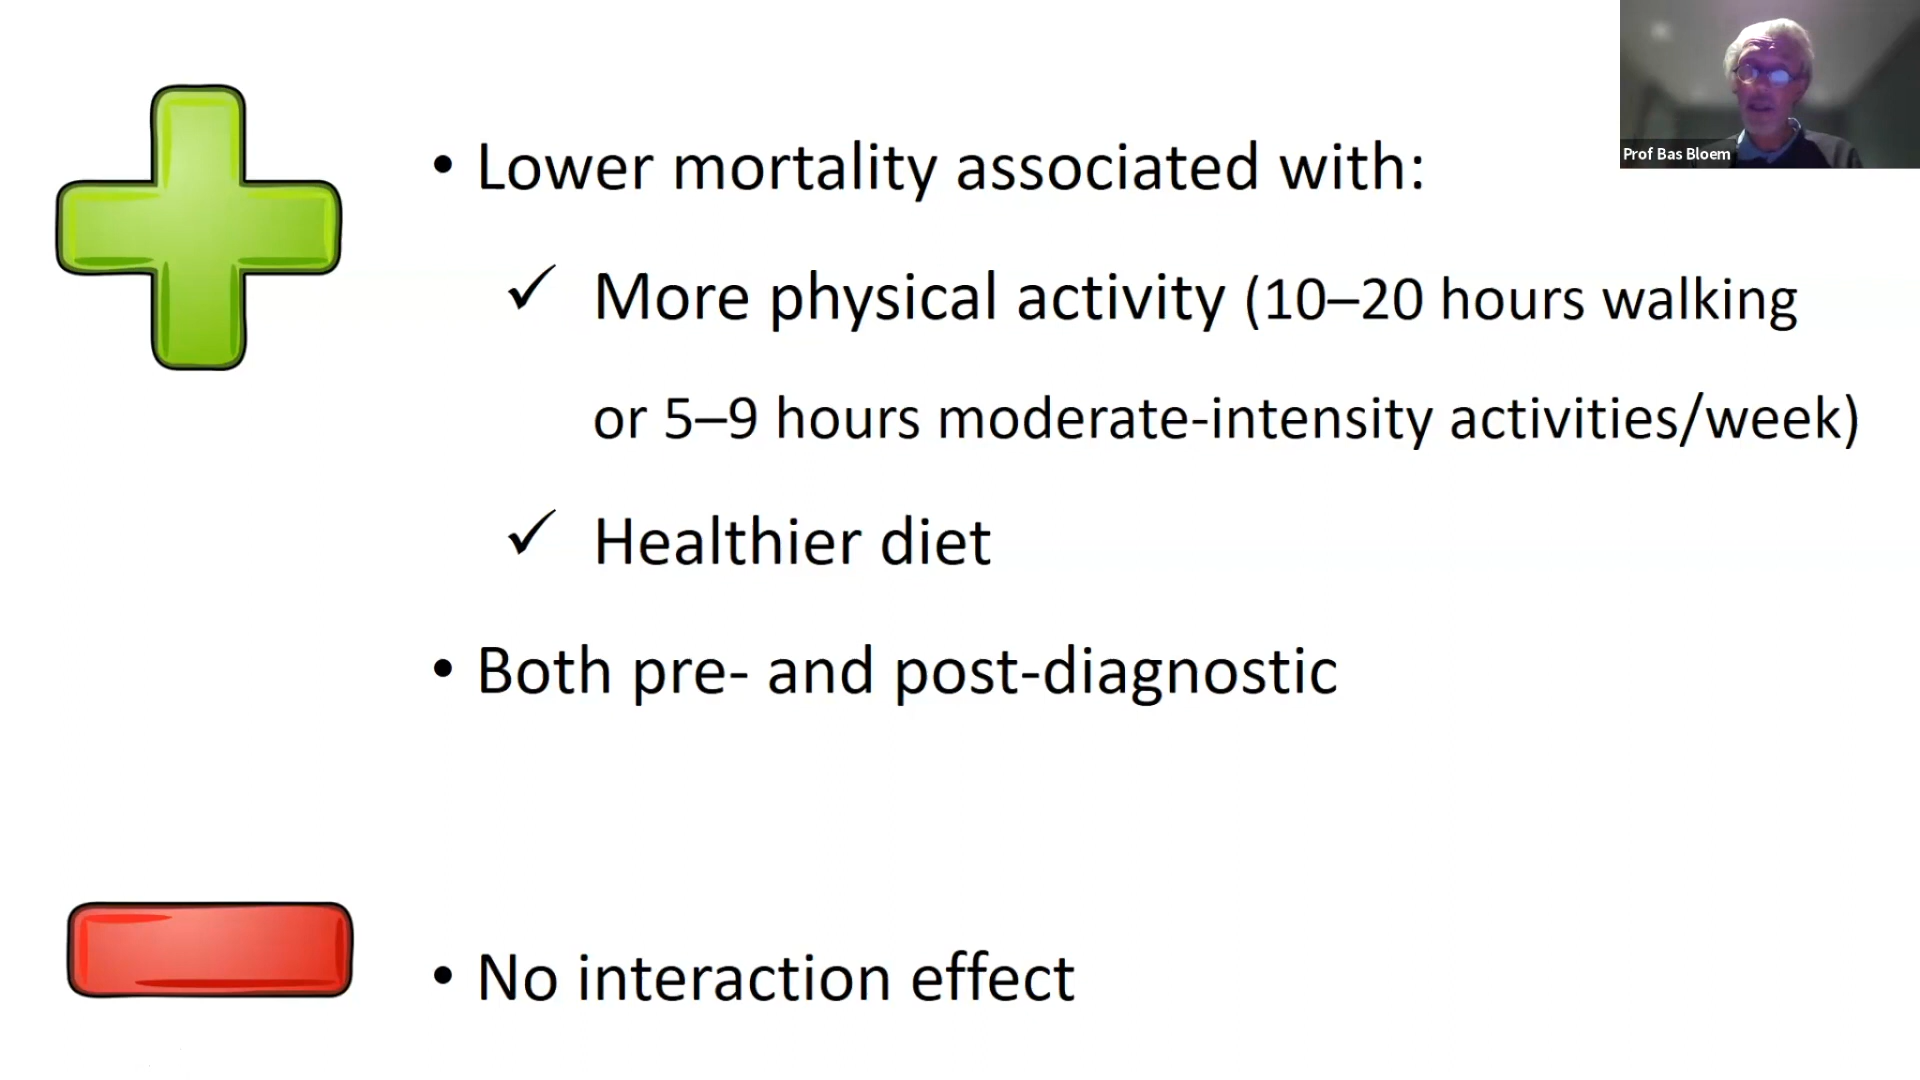 Prof Bas Bloem
• Lower mortality associated with:
✓ More physical activity (10–20 hours walking
or 5–9 hours moderate-intensity activities/week)
✓ Healthier diet
• Both pre- and post-diagnostic
• No interaction effect